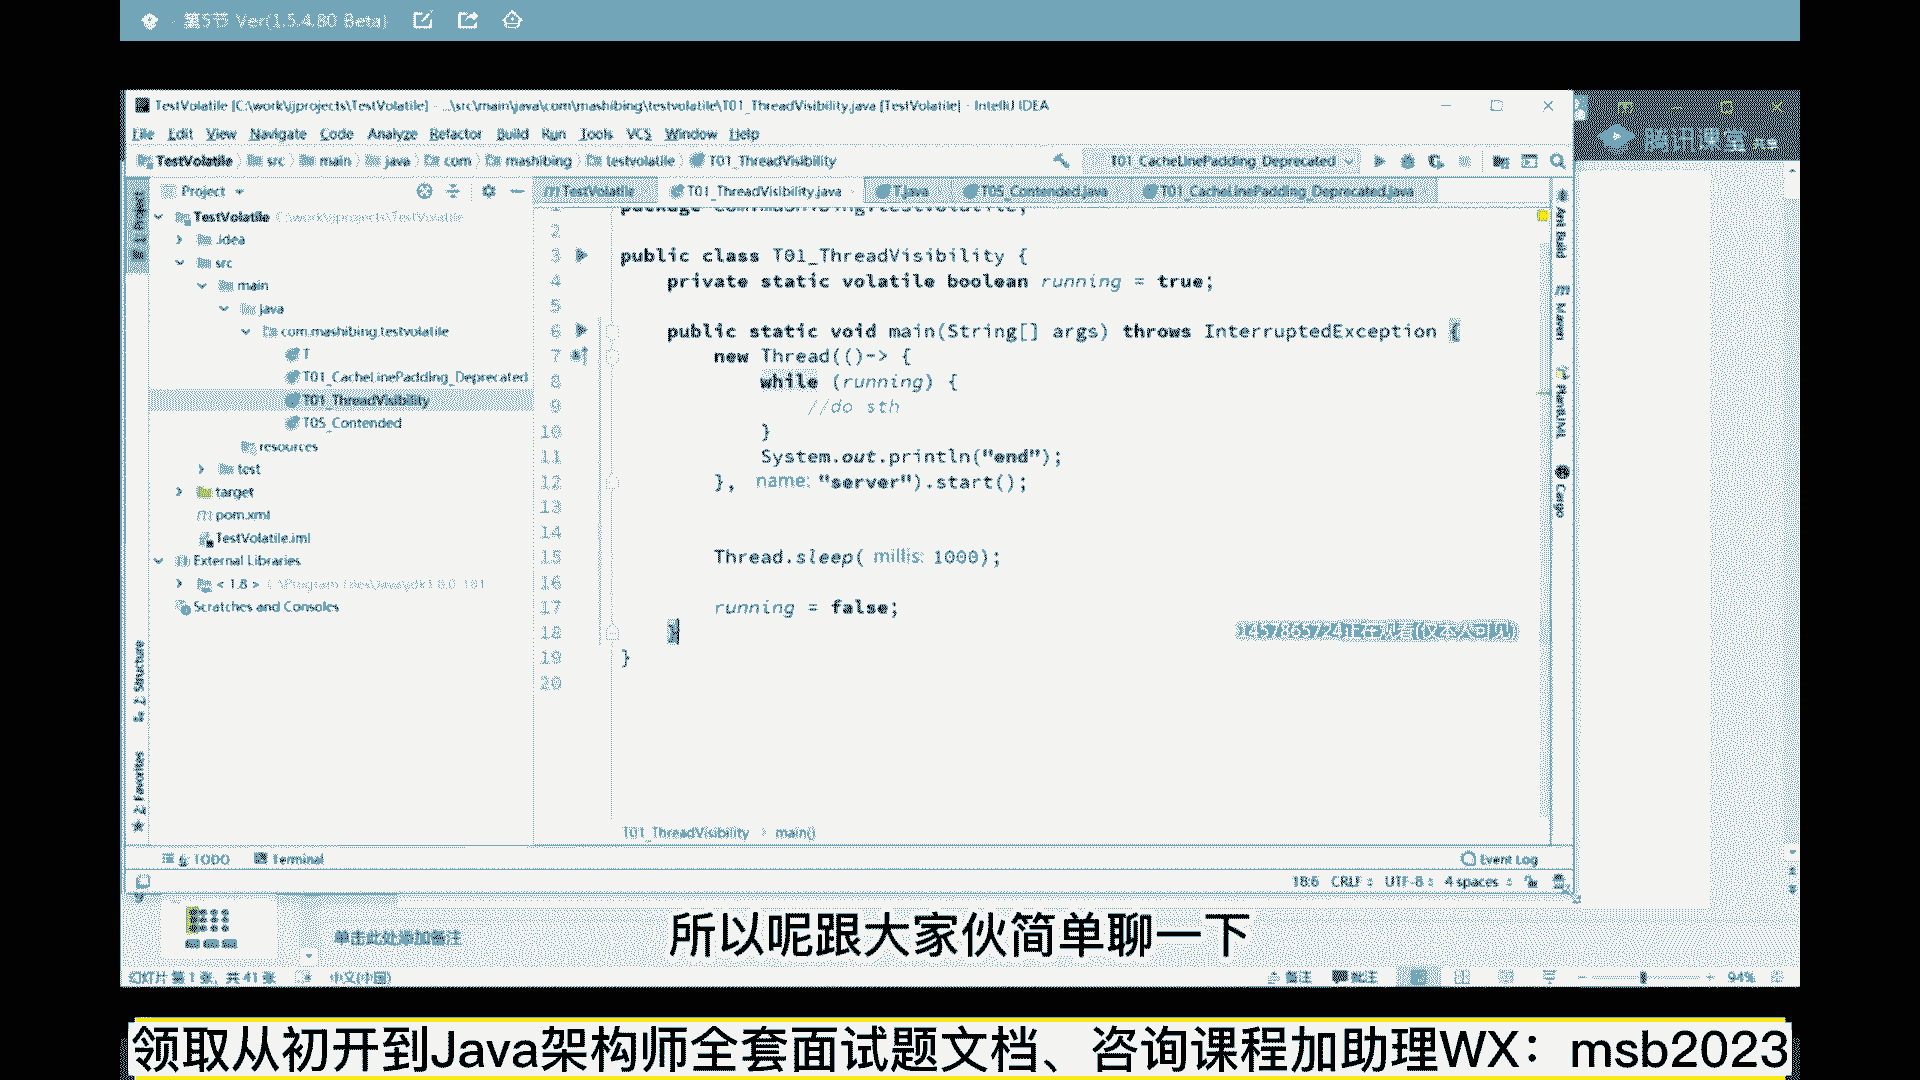 · 第5节 Ver(1.5.4.80 Beta)
TestVolatile [C:\work\ijprojects\TestVolatile] - ...\src\main\java\com\mashibing\testvolatile\T01_ThreadVisibility.java [TestVolatile] - IntelliJ IDEA
腾讯课堂
File Edit View Navigate Code Analyze Refactor Build Run Tools VCS Window Help
TestVolatile src main java com mashibing testvolatile T01_ThreadVisibility
T01_CacheLinePadding_Deprecated
Project
TestVolatile T01_ThreadVisibility.java T.java T05_Contended.java T01_CacheLinePadding_Deprecated.java
1: Project
TestVolatile C:\work\ijprojects\TestVolatile
.idea
src
main
java
com.mashibing.testvolatile
T
T01_CacheLinePadding_Deprecated
T01_ThreadVisibility
T05_Contended
resources
test
target
pom.xml
TestVolatile.iml
External Libraries
< 1.8 >
Scratches and Consoles
2: Structure
2: Favorites
package com.mashibing.testvolatile;
2
3 public class T01_ThreadVisibility {
4 private static volatile boolean running = true;
5
6 public static void main(String[] args) throws InterruptedException {
7 new Thread(()-> {
8 while (running) {
9 //do sth
10 }
11 System.out.println("end");
12 }, name: "server").start();
13
14
15 Thread.sleep( millis: 1000);
16
17 running = false;
18 }
19 }
20
1457865724正在观看(仅本人可见)
Ant Build
Maven
PlantUML
Cargo
T01_ThreadVisibility main()
6: TODO Terminal Event Log
18:6 CRLF UTF-8 4 spaces
单击此处添加备注
所以呢跟大家伙简单聊一下
幻灯片 第 1 张，共 41 张 中文(中国) 备注 批注 94%
领取从初开到Java架构师全套面试题文档、咨询课程加助理WX：msb2023